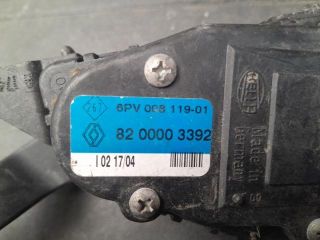 6PV 008 119-01
82 0000 3392
I 02 17/04
Hella
Made in
Germany